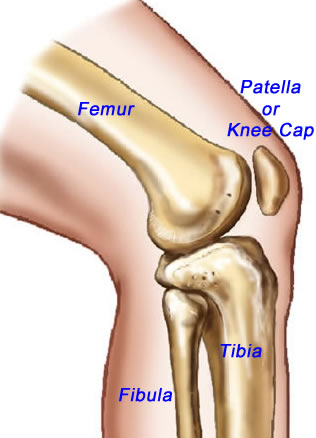 Femur
Patella
or
Knee Cap
Tibia
Fibula